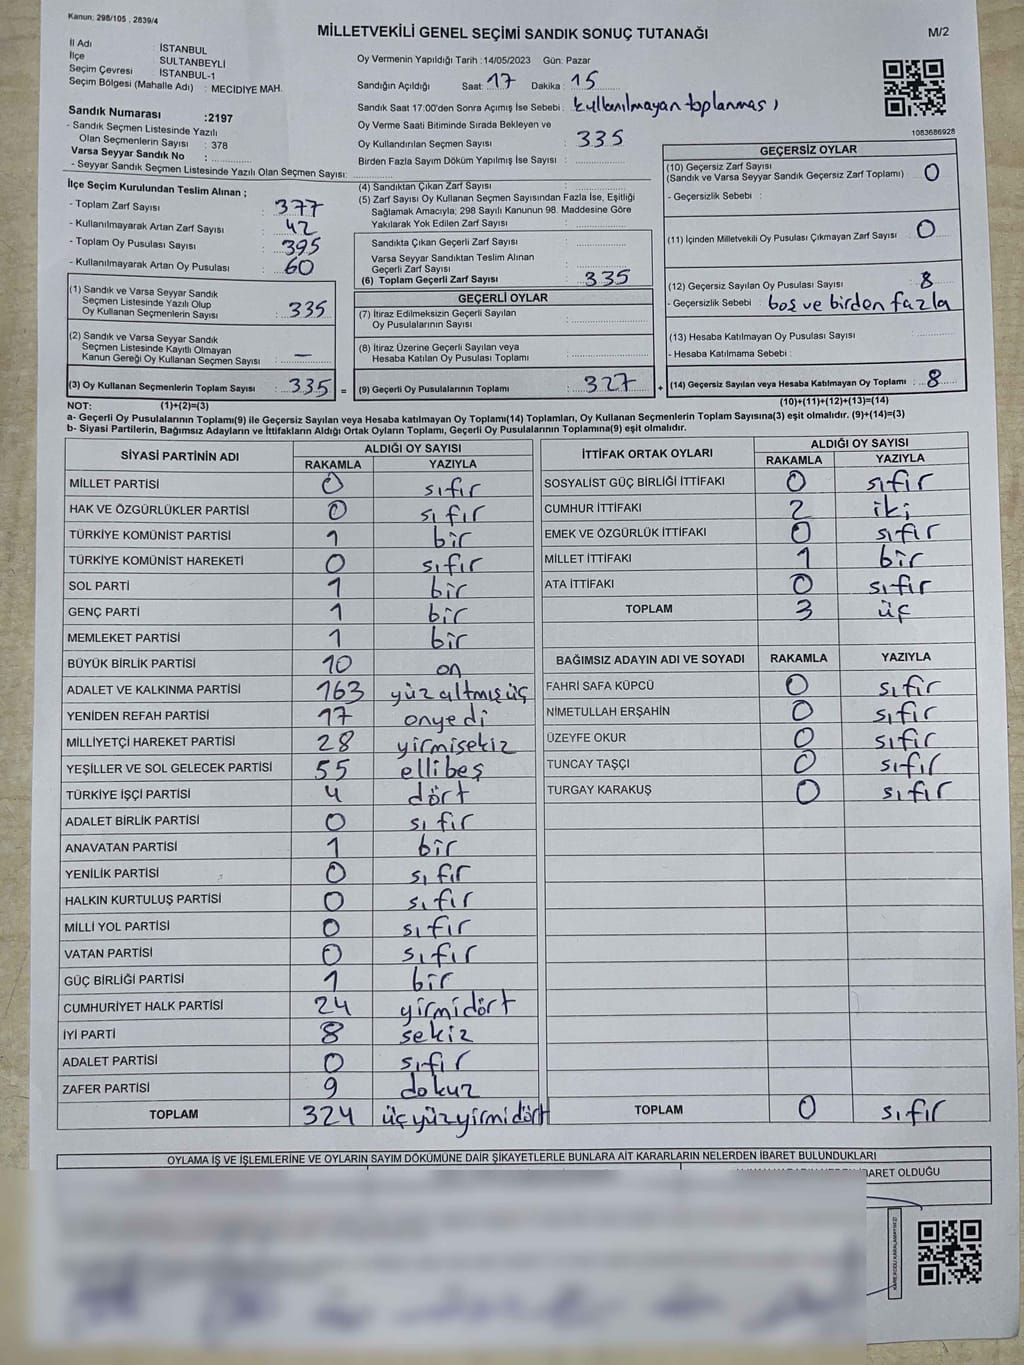 Kanun: 298/105 , 2839/4
MİLLETVEKİLİ GENEL SEÇİMİ SANDIK SONUÇ TUTANAĞI
M/2
İl Adı : İSTANBUL
İlçe : SULTANBEYLİ
Seçim Çevresi : İSTANBUL-1
Seçim Bölgesi (Mahalle Adı) : MECİDİYE MAH.
Sandık Numarası :2197
- Sandık Seçmen Listesinde Yazılı
Olan Seçmenlerin Sayısı : 378
Varsa Seyyar Sandık No :
- Seyyar Sandık Seçmen Listesinde Yazılı Olan Seçmen Sayısı:
Oy Vermenin Yapıldığı Tarih : 14/05/2023 Gün: Pazar
Sandığın Açıldığı Saat: 17 Dakika : 15
Sandık Saat 17:00'den Sonra Açımış İse Sebebi : kullanılmayan toplanması
Oy Verme Saati Bitiminde Sırada Bekleyen ve
Oy Kullandırılan Seçmen Sayısı : 335
Birden Fazla Sayım Döküm Yapılmış İse Sayısı :
1083686928
İlçe Seçim Kurulundan Teslim Alınan ;
- Toplam Zarf Sayısı : 377
- Kullanılmayarak Artan Zarf Sayısı : 42
- Toplam Oy Pusulası Sayısı : 395
- Kullanılmayarak Artan Oy Pusulası : 60
(1) Sandık ve Varsa Seyyar Sandık
Seçmen Listesinde Yazılı Olup
Oy Kullanan Seçmenlerin Sayısı : 335
(2) Sandık ve Varsa Seyyar Sandık
Seçmen Listesinde Kayıtlı Olmayan
Kanun Gereği Oy Kullanan Seçmen Sayısı : —
(3) Oy Kullanan Seçmenlerin Toplam Sayısı : 335 =
(4) Sandıktan Çıkan Zarf Sayısı :
(5) Zarf Sayısı Oy Kullanan Seçmen Sayısından Fazla İse, Eşitliği
Sağlamak Amacıyla; 298 Sayılı Kanunun 98. Maddesine Göre
Yakılarak Yok Edilen Zarf Sayısı :
Sandıkta Çıkan Geçerli Zarf Sayısı :
Varsa Seyyar Sandıktan Teslim Alınan
Geçerli Zarf Sayısı :
(6) Toplam Geçerli Zarf Sayısı : 335
GEÇERLİ OYLAR
(7) İtiraz Edilmeksizin Geçerli Sayılan
Oy Pusulalarının Sayısı :
(8) İtiraz Üzerine Geçerli Sayılan veya
Hesaba Katılan Oy Pusulası Toplamı :
(9) Geçerli Oy Pusulalarının Toplamı : 327 +
GEÇERSİZ OYLAR
(10) Geçersiz Zarf Sayısı
(Sandık ve Varsa Seyyar Sandık Geçersiz Zarf Toplamı) : 0
- Geçersizlik Sebebi :
(11) İçinden Milletvekili Oy Pusulası Çıkmayan Zarf Sayısı : 0
(12) Geçersiz Sayılan Oy Pusulası Sayısı : 8
- Geçersizlik Sebebi : boş ve birden fazla
(13) Hesaba Katılmayan Oy Pusulası Sayısı :
- Hesaba Katılmama Sebebi :
(14) Geçersiz Sayılan veya Hesaba Katılmayan Oy Toplamı : 8
NOT: (1)+(2)=(3)
(10)+(11)+(12)+(13)=(14)
a- Geçerli Oy Pusulalarının Toplamı(9) ile Geçersiz Sayılan veya Hesaba katılmayan Oy Toplamı(14) Toplamları, Oy Kullanan Seçmenlerin Toplam Sayısına(3) eşit olmalıdır. (9)+(14)=(3)
b- Siyasi Partilerin, Bağımsız Adayların ve İttifakların Aldığı Ortak Oyların Toplamı, Geçerli Oy Pusulalarının Toplamına(9) eşit olmalıdır.
SİYASİ PARTİNİN ADI ALDIĞI OY SAYISI
RAKAMLA YAZIYLA
MİLLET PARTİSİ 0 sıfır
HAK VE ÖZGÜRLÜKLER PARTİSİ 0 sıfır
TÜRKİYE KOMÜNİST PARTİSİ 1 bir
TÜRKİYE KOMÜNİST HAREKETİ 0 sıfır
SOL PARTİ 1 bir
GENÇ PARTİ 1 bir
MEMLEKET PARTİSİ 1 bir
BÜYÜK BİRLİK PARTİSİ 10 on
ADALET VE KALKINMA PARTİSİ 163 yüzaltmışüç
YENİDEN REFAH PARTİSİ 17 onyedi
MİLLİYETÇİ HAREKET PARTİSİ 28 yirmisekiz
YEŞİLLER VE SOL GELECEK PARTİSİ 55 ellibeş
TÜRKİYE İŞÇİ PARTİSİ 4 dört
ADALET BİRLİK PARTİSİ 0 sıfır
ANAVATAN PARTİSİ 1 bir
YENİLİK PARTİSİ 0 sıfır
HALKIN KURTULUŞ PARTİSİ 0 sıfır
MİLLİ YOL PARTİSİ 0 sıfır
VATAN PARTİSİ 0 sıfır
GÜÇ BİRLİĞİ PARTİSİ 1 bir
CUMHURİYET HALK PARTİSİ 24 yirmidört
İYİ PARTİ 8 sekiz
ADALET PARTİSİ 0 sıfır
ZAFER PARTİSİ 9 dokuz
TOPLAM 324 üçyüzyirmidört
İTTİFAK ORTAK OYLARI ALDIĞI OY SAYISI
RAKAMLA YAZIYLA
SOSYALİST GÜÇ BİRLİĞİ İTTİFAKI 0 sıfır
CUMHUR İTTİFAKI 2 iki
EMEK VE ÖZGÜRLÜK İTTİFAKI 0 sıfır
MİLLET İTTİFAKI 1 bir
ATA İTTİFAKI 0 sıfır
TOPLAM 3 üç
BAĞIMSIZ ADAYIN ADI VE SOYADI RAKAMLA YAZIYLA
FAHRİ SAFA KÜPCÜ 0 sıfır
NİMETULLAH ERŞAHİN 0 sıfır
ÜZEYFE OKUR 0 sıfır
TUNCAY TAŞÇI 0 sıfır
TURGAY KARAKUŞ 0 sıfır
TOPLAM 0 sıfır
OYLAMA İŞ VE İŞLEMLERİNE VE OYLARIN SAYIM DÖKÜMÜNE DAİR ŞİKAYETLERLE BUNLARA AİT KARARLARIN NELERDEN İBARET BULUNDUKLARI
OLDUĞU